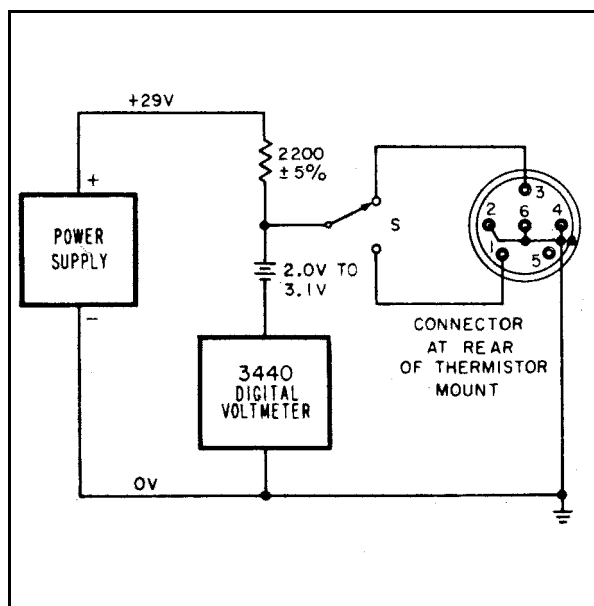 +29V
2200
±5%
+
POWER
SUPPLY
−
S
2.0V TO
3.1V
3440
DIGITAL
VOLTMETER
0V
3
2
6
4
1
5
CONNECTOR
AT REAR
OF THERMISTOR
MOUNT